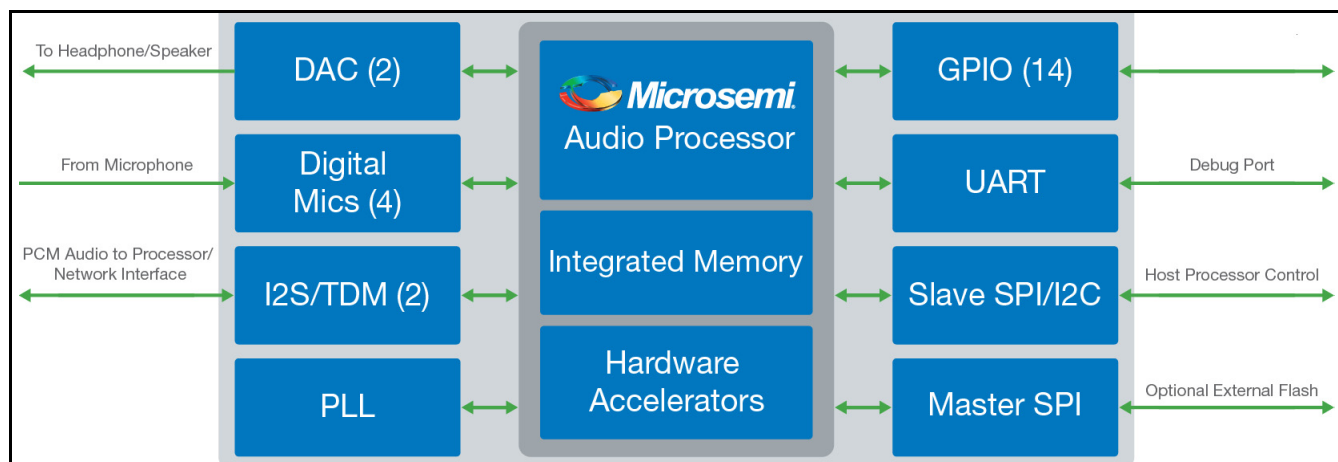 To Headphone/Speaker
DAC (2)
Microsemi.
Audio Processor
GPIO (14)
From Microphone
Digital
Mics (4)
UART
Debug Port
PCM Audio to Processor/
Network Interface
I2S/TDM (2)
Integrated Memory
Slave SPI/I2C
Host Processor Control
PLL
Hardware
Accelerators
Master SPI
Optional External Flash